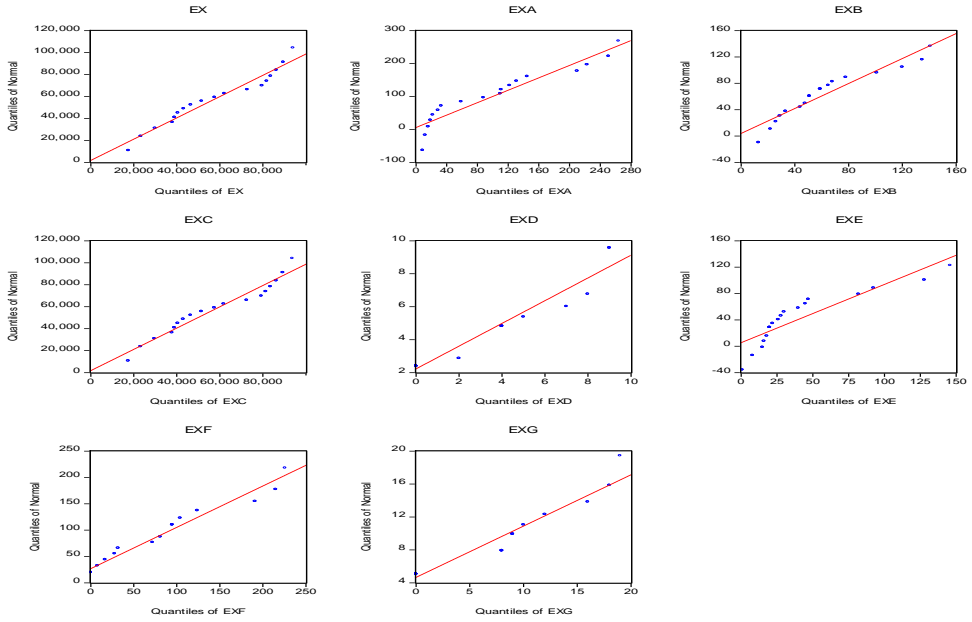 EX
Quantiles of Normal
120,000
100,000
80,000
60,000
40,000
20,000
0
0 20,000 40,000 60,000 80,000
Quantiles of EX
EXA
Quantiles of Normal
300
200
100
0
-100
0 40 80 120 160 200 240 280
Quantiles of EXA
EXB
Quantiles of Normal
160
120
80
40
0
-40
0 40 80 120 160
Quantiles of EXB
EXC
Quantiles of Normal
120,000
100,000
80,000
60,000
40,000
20,000
0
0 20,000 40,000 60,000 80,000
Quantiles of EXC
EXD
Quantiles of Normal
10
8
6
4
2
0 2 4 6 8 10
Quantiles of EXD
EXE
Quantiles of Normal
160
120
80
40
0
-40
0 25 50 75 100 125 150
Quantiles of EXE
EXF
Quantiles of Normal
250
200
150
100
50
0
0 50 100 150 200 250
Quantiles of EXF
EXG
Quantiles of Normal
20
16
12
8
4
0 5 10 15 20
Quantiles of EXG